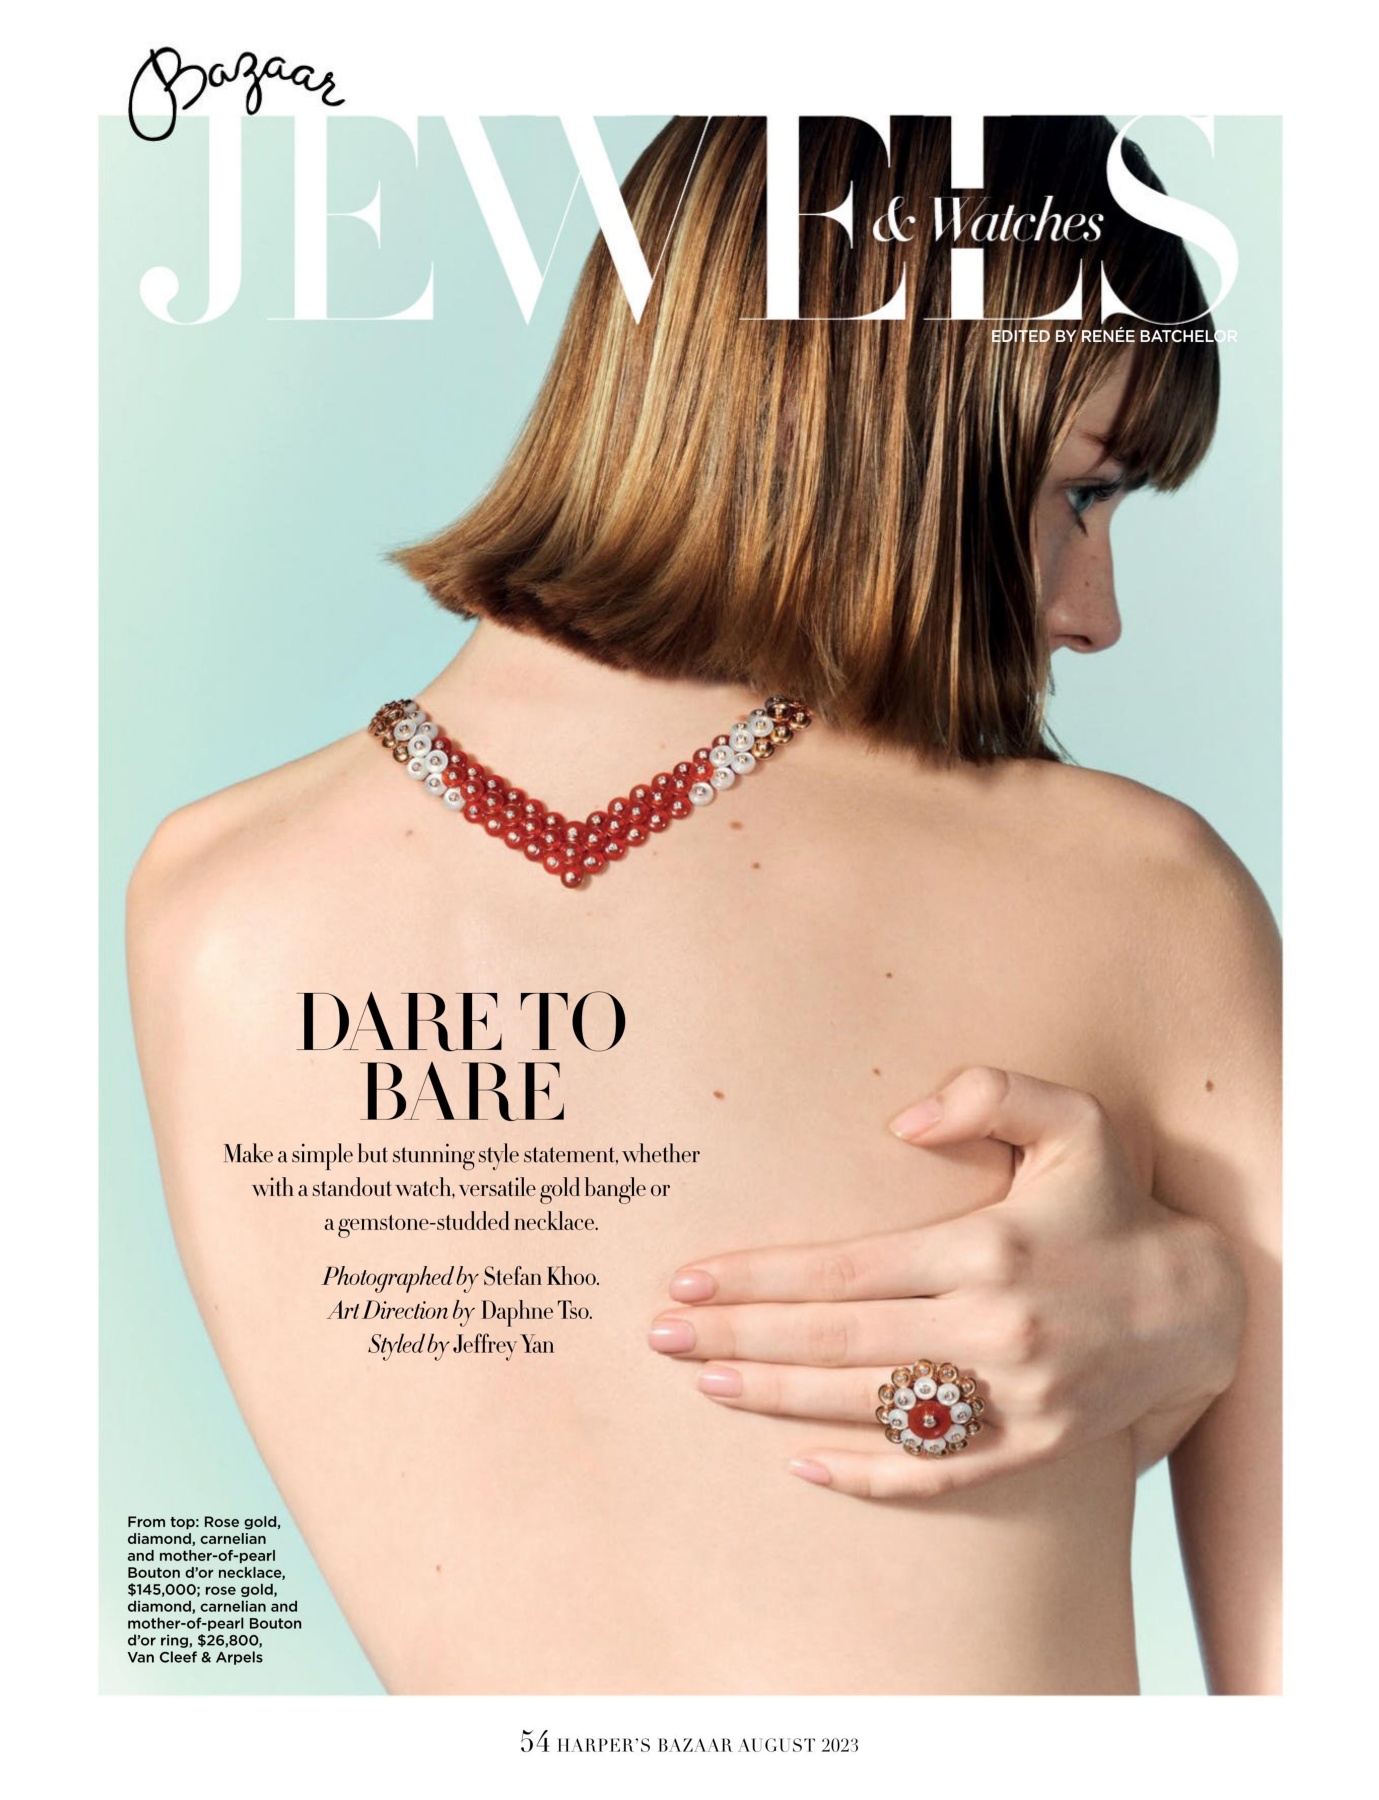 Bazaar
JEWELS
& Watches
EDITED BY RENÉE BATCHELOR
DARE TO
BARE
Make a simple but stunning style statement, whether
with a standout watch, versatile gold bangle or
a gemstone-studded necklace.
Photographed by Stefan Khoo.
Art Direction by Daphne Tso.
Styled by Jeffrey Yan
From top: Rose gold,
diamond, carnelian
and mother-of-pearl
Bouton d’or necklace,
$145,000; rose gold,
diamond, carnelian and
mother-of-pearl Bouton
d’or ring, $26,800,
Van Cleef & Arpels
54 HARPER’S BAZAAR AUGUST 2023